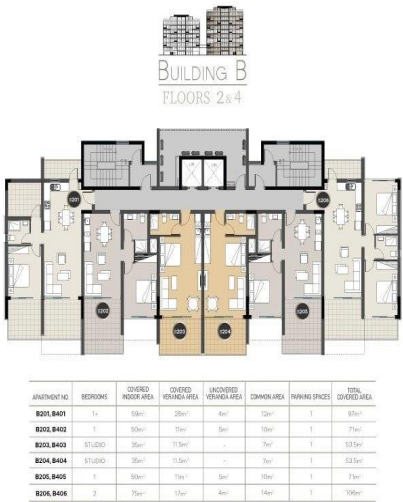 BUILDING B
FLOORS 2 & 4
B201
B206
B202
B205
B203
B204
APARTMENT NO. BEDROOMS COVERED INDOOR AREA COVERED VERANDA AREA UNCOVERED VERANDA AREA COMMON AREA PARKING SPACES TOTAL COVERED AREA
B201, B401 1+ 59m² 26m² 4m² 12m² 1 97m²
B202, B402 1 50m² 11m² 5m² 10m² 1 71m²
B203, B403 STUDIO 35m² 11.5m² - 7m² 1 53.5m²
B204, B404 STUDIO 35m² 11.5m² - 7m² 1 53.5m²
B205, B405 1 50m² 11m² 5m² 10m² 1 71m²
B206, B406 2 75m² 17m² 4m² 14m² 1 106m²